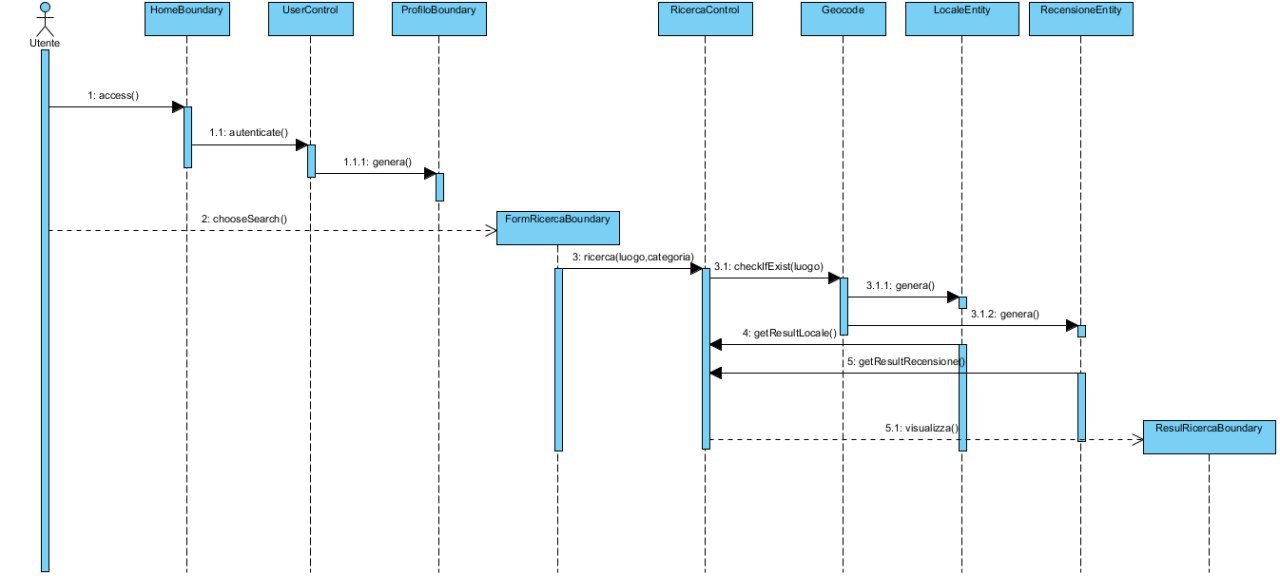 HomeBoundary
UserControl
ProfiloBoundary
RicercaControl
Geocode
LocaleEntity
RecensioneEntity
Utente
1: access()
1.1: autenticate()
1.1.1: genera()
2: chooseSearch()
FormRicercaBoundary
3: ricerca(luogo,categoria)
3.1: checkIfExist(luogo)
3.1.1: genera()
3.1.2: genera()
4: getResultLocale()
5: getResultRecensione()
5.1: visualizza()
ResulRicercaBoundary